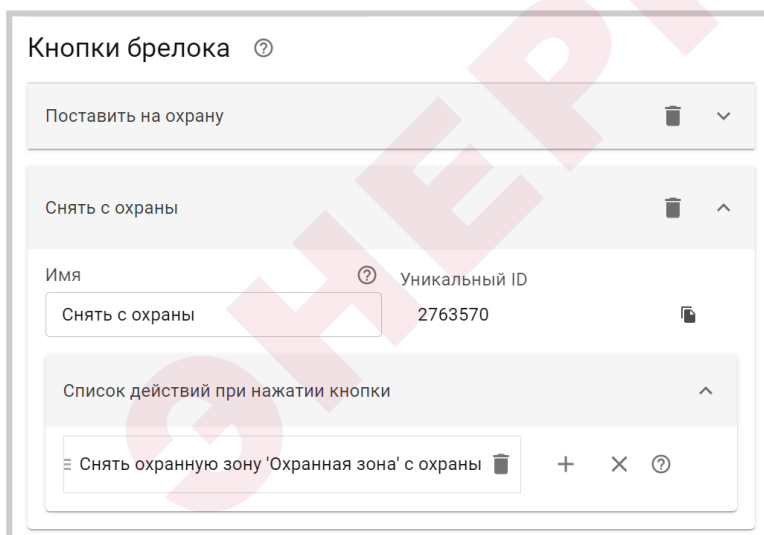 Кнопки брелока
Поставить на охрану
Снять с охраны
Имя
Уникальный ID
Снять с охраны
2763570
Список действий при нажатии кнопки
Снять охранную зону 'Охранная зона' с охраны
ЭНЕР